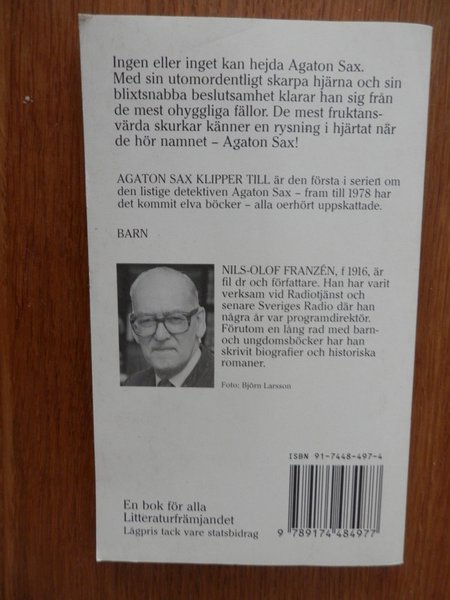 Ingen eller inget kan hejda Agaton Sax.
Med sin utomordentligt skarpa hjärna och sin
blixtsnabba beslutsamhet klarar han sig från
de mest ohyggliga fällor. De mest fruktans-
värda skurkar känner en rysning i hjärtat när
de hör namnet – Agaton Sax!
AGATON SAX KLIPPER TILL är den första i serien om
den listige detektiven Agaton Sax – fram till 1978 har
det kommit elva böcker – alla oerhört uppskattade.
BARN
NILS-OLOF FRANZÉN, f 1916, är
fil dr och författare. Han har varit
verksam vid Radiotjänst och
senare Sveriges Radio där han
några år var programdirektör.
Förutom en lång rad med barn-
och ungdomsböcker har han
skrivit biografier och historiska
romaner.
Foto: Björn Larsson
ISBN 91-7448-497-4
9 789174 484977
En bok för alla
Litteraturfrämjandet
Lågpris tack vare statsbidrag